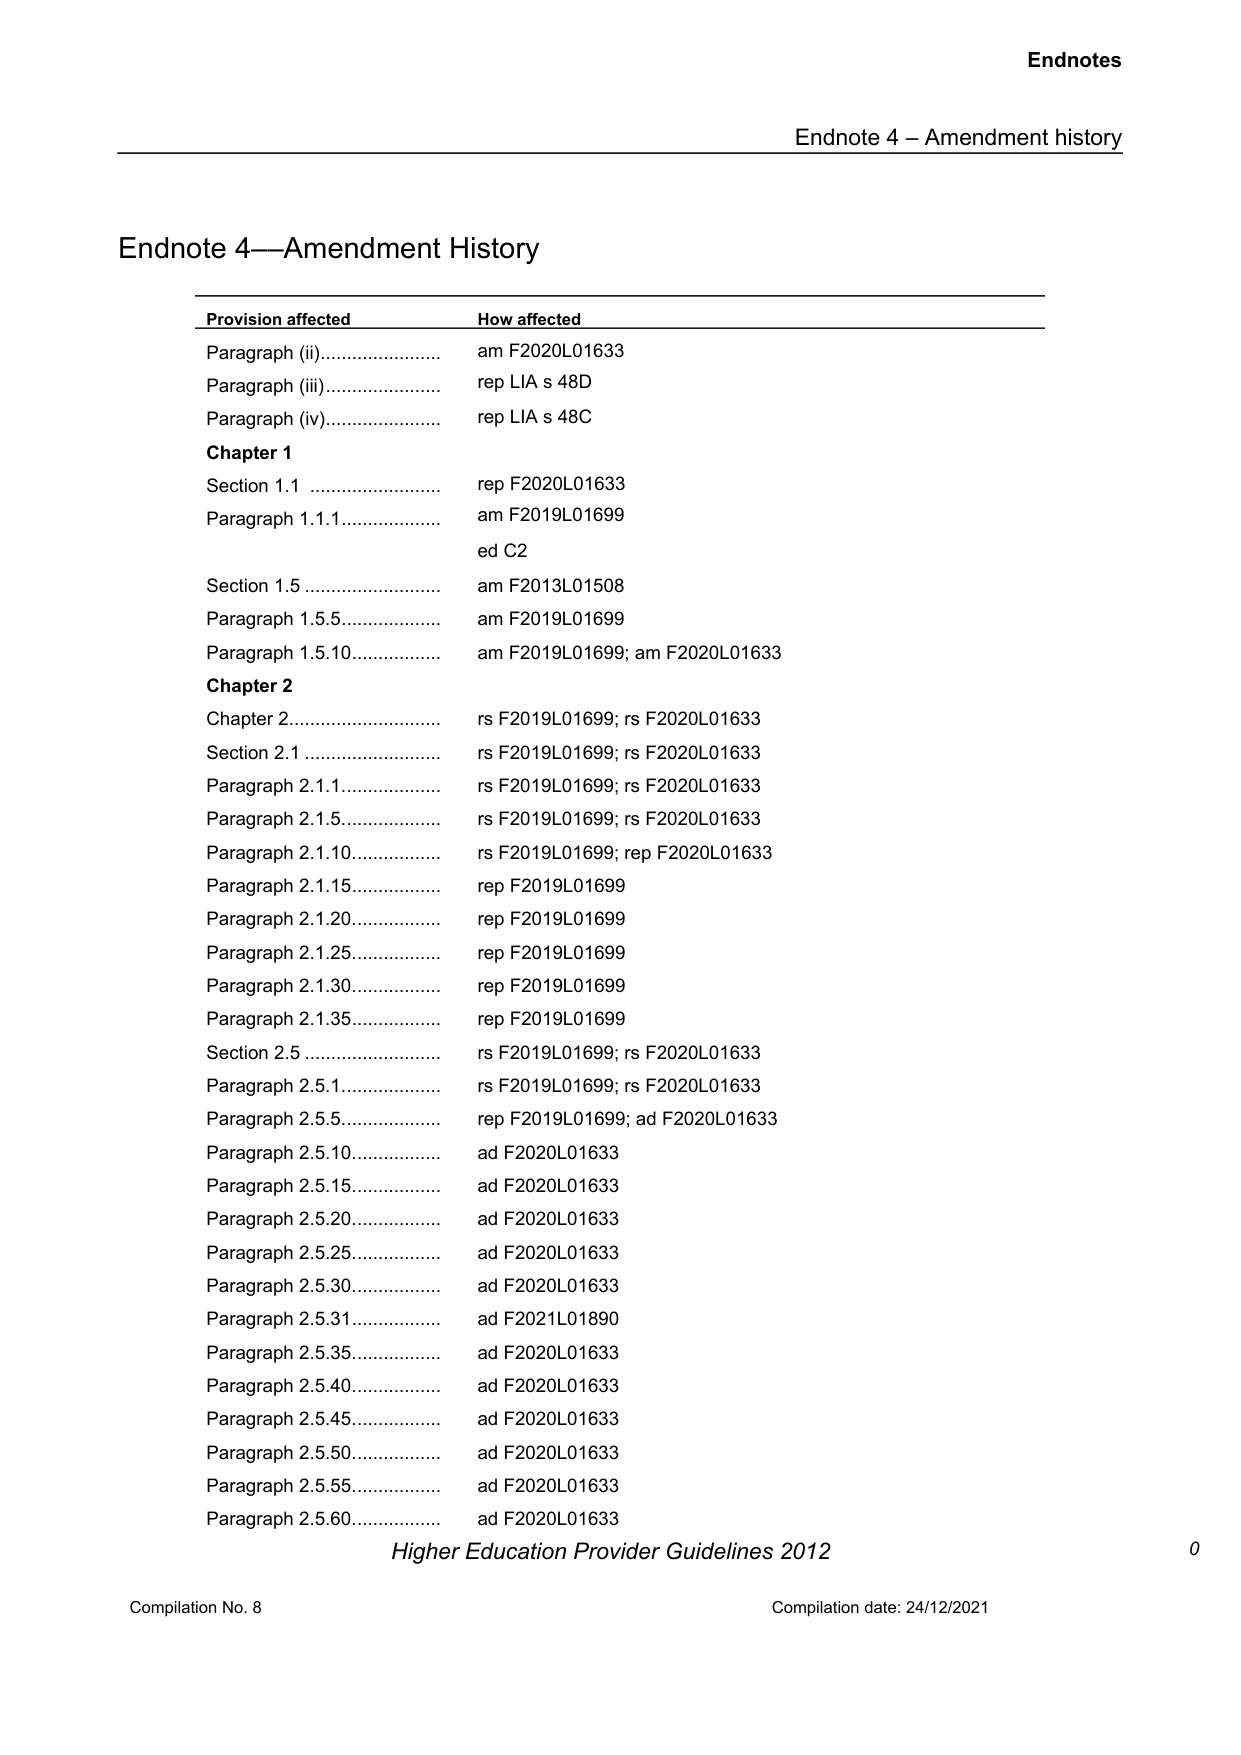 Endnotes
Endnote 4 – Amendment history
Endnote 4—Amendment History
Provision affected How affected
Paragraph (ii)....................... am F2020L01633
Paragraph (iii)...................... rep LIA s 48D
Paragraph (iv)...................... rep LIA s 48C
Chapter 1
Section 1.1 ......................... rep F2020L01633
Paragraph 1.1.1................... am F2019L01699
ed C2
Section 1.5 .......................... am F2013L01508
Paragraph 1.5.5................... am F2019L01699
Paragraph 1.5.10................. am F2019L01699; am F2020L01633
Chapter 2
Chapter 2............................. rs F2019L01699; rs F2020L01633
Section 2.1 .......................... rs F2019L01699; rs F2020L01633
Paragraph 2.1.1................... rs F2019L01699; rs F2020L01633
Paragraph 2.1.5................... rs F2019L01699; rs F2020L01633
Paragraph 2.1.10................. rs F2019L01699; rep F2020L01633
Paragraph 2.1.15................. rep F2019L01699
Paragraph 2.1.20................. rep F2019L01699
Paragraph 2.1.25................. rep F2019L01699
Paragraph 2.1.30................. rep F2019L01699
Paragraph 2.1.35................. rep F2019L01699
Section 2.5 .......................... rs F2019L01699; rs F2020L01633
Paragraph 2.5.1................... rs F2019L01699; rs F2020L01633
Paragraph 2.5.5................... rep F2019L01699; ad F2020L01633
Paragraph 2.5.10................. ad F2020L01633
Paragraph 2.5.15................. ad F2020L01633
Paragraph 2.5.20................. ad F2020L01633
Paragraph 2.5.25................. ad F2020L01633
Paragraph 2.5.30................. ad F2020L01633
Paragraph 2.5.31................. ad F2021L01890
Paragraph 2.5.35................. ad F2020L01633
Paragraph 2.5.40................. ad F2020L01633
Paragraph 2.5.45................. ad F2020L01633
Paragraph 2.5.50................. ad F2020L01633
Paragraph 2.5.55................. ad F2020L01633
Paragraph 2.5.60................. ad F2020L01633
Higher Education Provider Guidelines 2012 0
Compilation No. 8 Compilation date: 24/12/2021